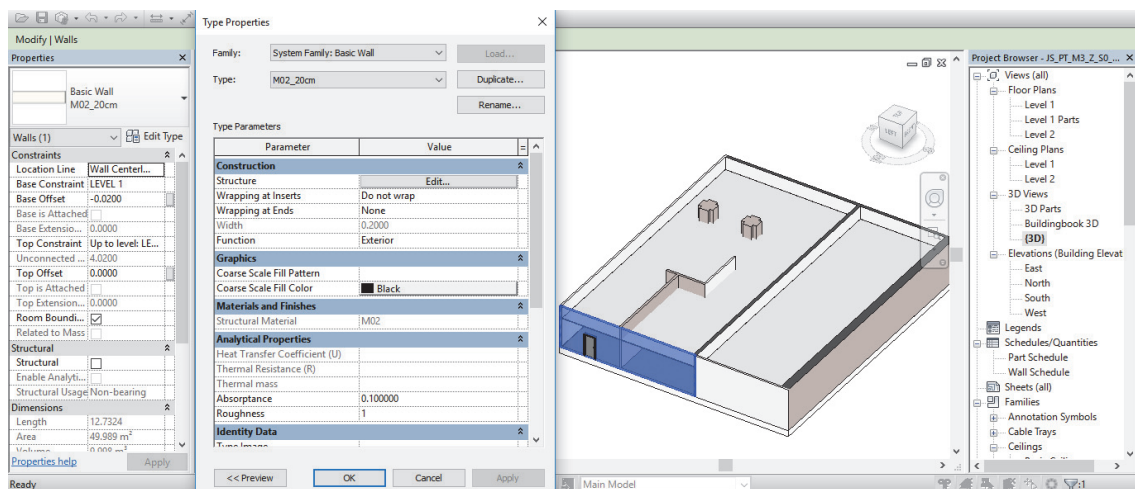 Modify | Walls
Properties
Basic Wall
M02_20cm
Walls (1)
Edit Type
Constraints
Location Line Wall Centerl...
Base Constraint LEVEL 1
Base Offset -0.0200
Base is Attached
Base Extensio... 0.0000
Top Constraint Up to level: LE...
Unconnected ... 4.0200
Top Offset 0.0000
Top is Attached
Top Extension... 0.0000
Room Boundi...
Related to Mass
Structural
Structural
Enable Analyti...
Structural Usage Non-bearing
Dimensions
Length 12.7324
Area 49.989 m²
Properties help
Apply
Ready
Type Properties
Family: System Family: Basic Wall
Load...
Type: M02_20cm
Duplicate...
Rename...
Type Parameters
Parameter Value =
Construction
Structure Edit...
Wrapping at Inserts Do not wrap
Wrapping at Ends None
Width 0.2000
Function Exterior
Graphics
Coarse Scale Fill Pattern
Coarse Scale Fill Color Black
Materials and Finishes
Structural Material M02
Analytical Properties
Heat Transfer Coefficient (U)
Thermal Resistance (R)
Thermal mass
Absorptance 0.100000
Roughness 1
Identity Data
Type Image
<< Preview OK Cancel Apply
Main Model
:1
Project Browser - JS_PT_M3_Z_S0_...
Views (all)
Floor Plans
Level 1
Level 1 Parts
Level 2
Ceiling Plans
Level 1
Level 2
3D Views
3D Parts
Buildingbook 3D
{3D}
Elevations (Building Elevat
East
North
South
West
Legends
Schedules/Quantities
Part Schedule
Wall Schedule
Sheets (all)
Families
Annotation Symbols
Cable Trays
Ceilings